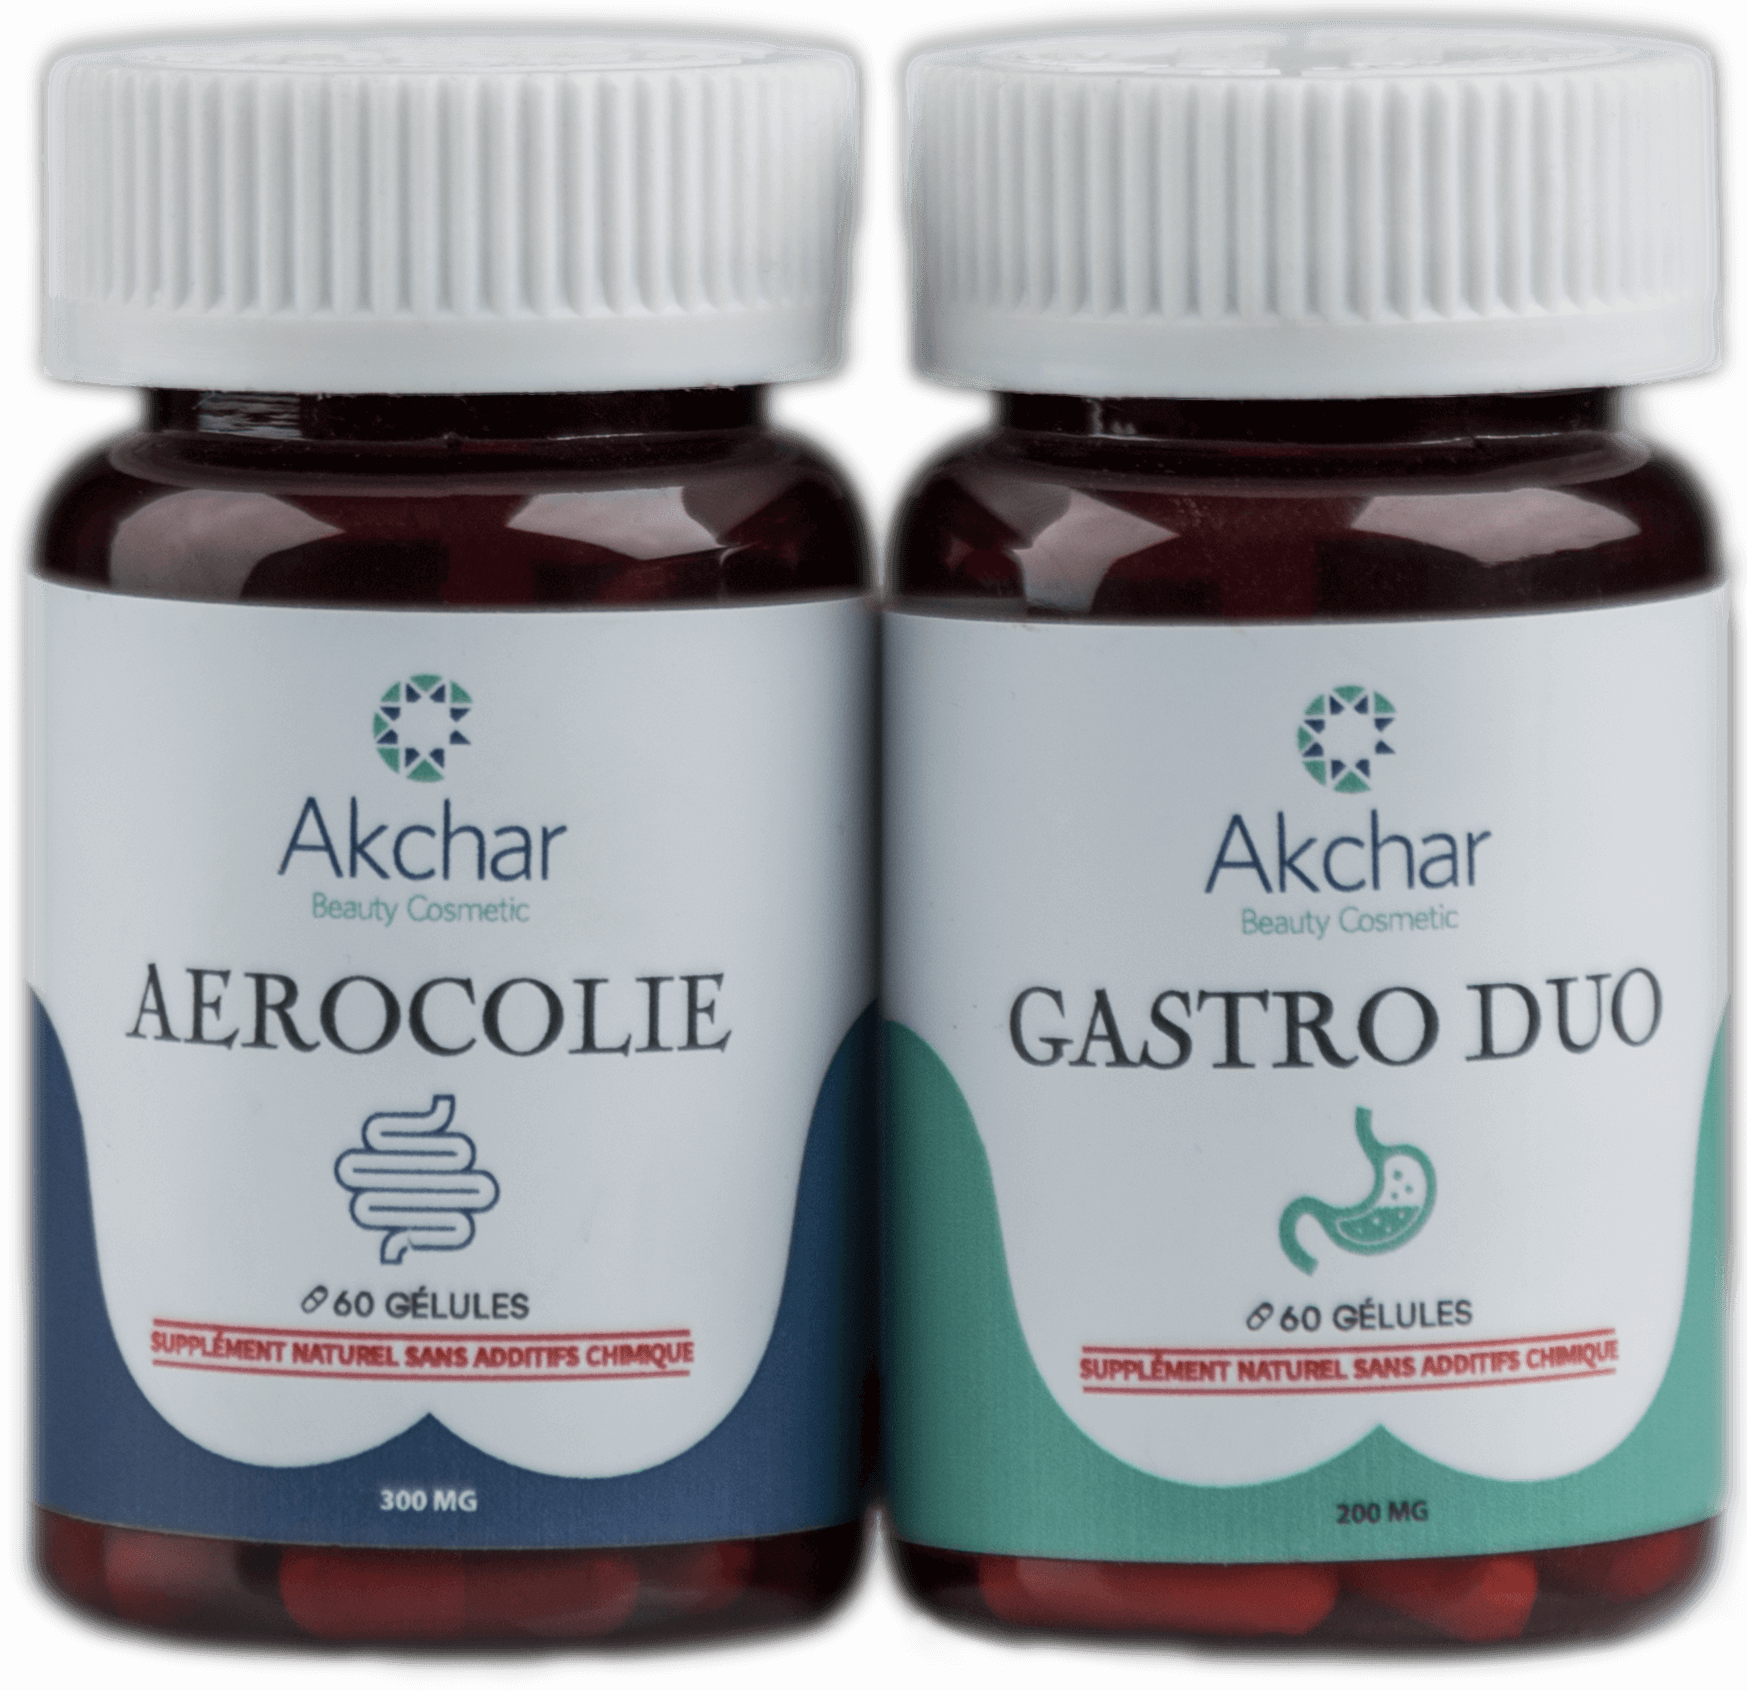 Akchar
Beauty Cosmetic
AEROCOLIE
60 GÉLULES
SUPPLÉMENT NATUREL SANS ADDITIFS CHIMIQUE
300 MG
Akchar
Beauty Cosmetic
GASTRO DUO
60 GÉLULES
SUPPLÉMENT NATUREL SANS ADDITIFS CHIMIQUE
200 MG